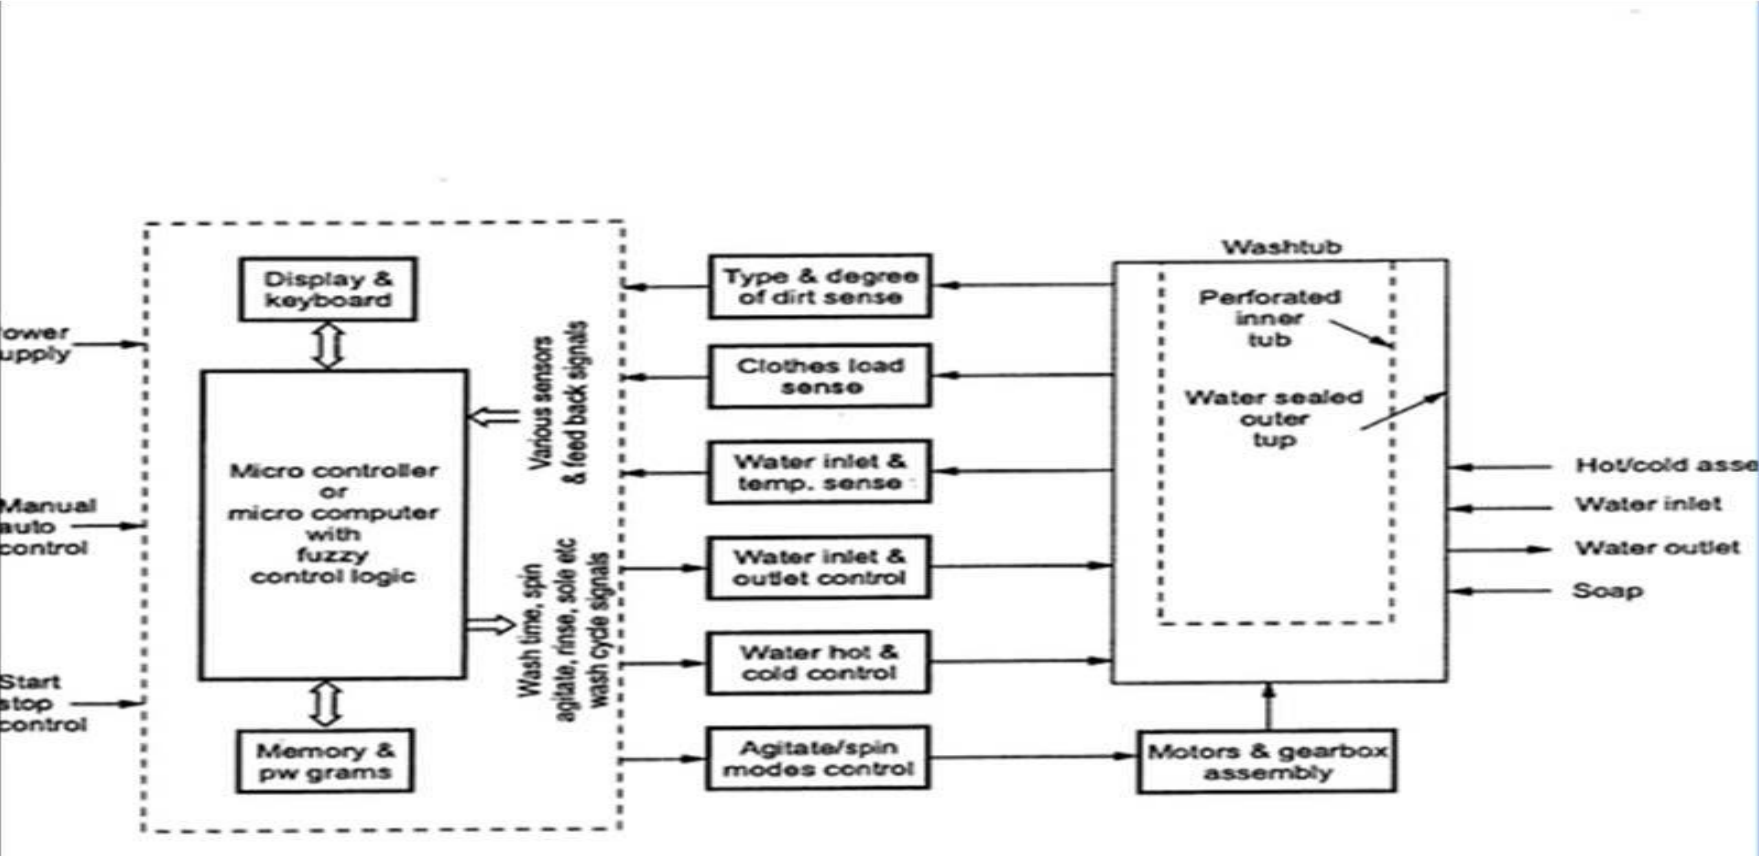 ower
upply
Manual
auto
control
Start
stop
control
Display &
keyboard
Micro controller
or
micro computer
with
fuzzy
control logic
Memory &
pw grams
Various sensors
& feed back signals
Wash time, spin
agitate, rinse, sole etc
wash cycle signals
Type & degree
of dirt sense
Clothes load
sense
Water inlet &
temp. sense
Water inlet &
outlet control
Water hot &
cold control
Agitate/spin
modes control
Washtub
Perforated
inner
tub
Water sealed
outer
tup
Motors & gearbox
assembly
Hot/cold asse
Water inlet
Water outlet
Soap